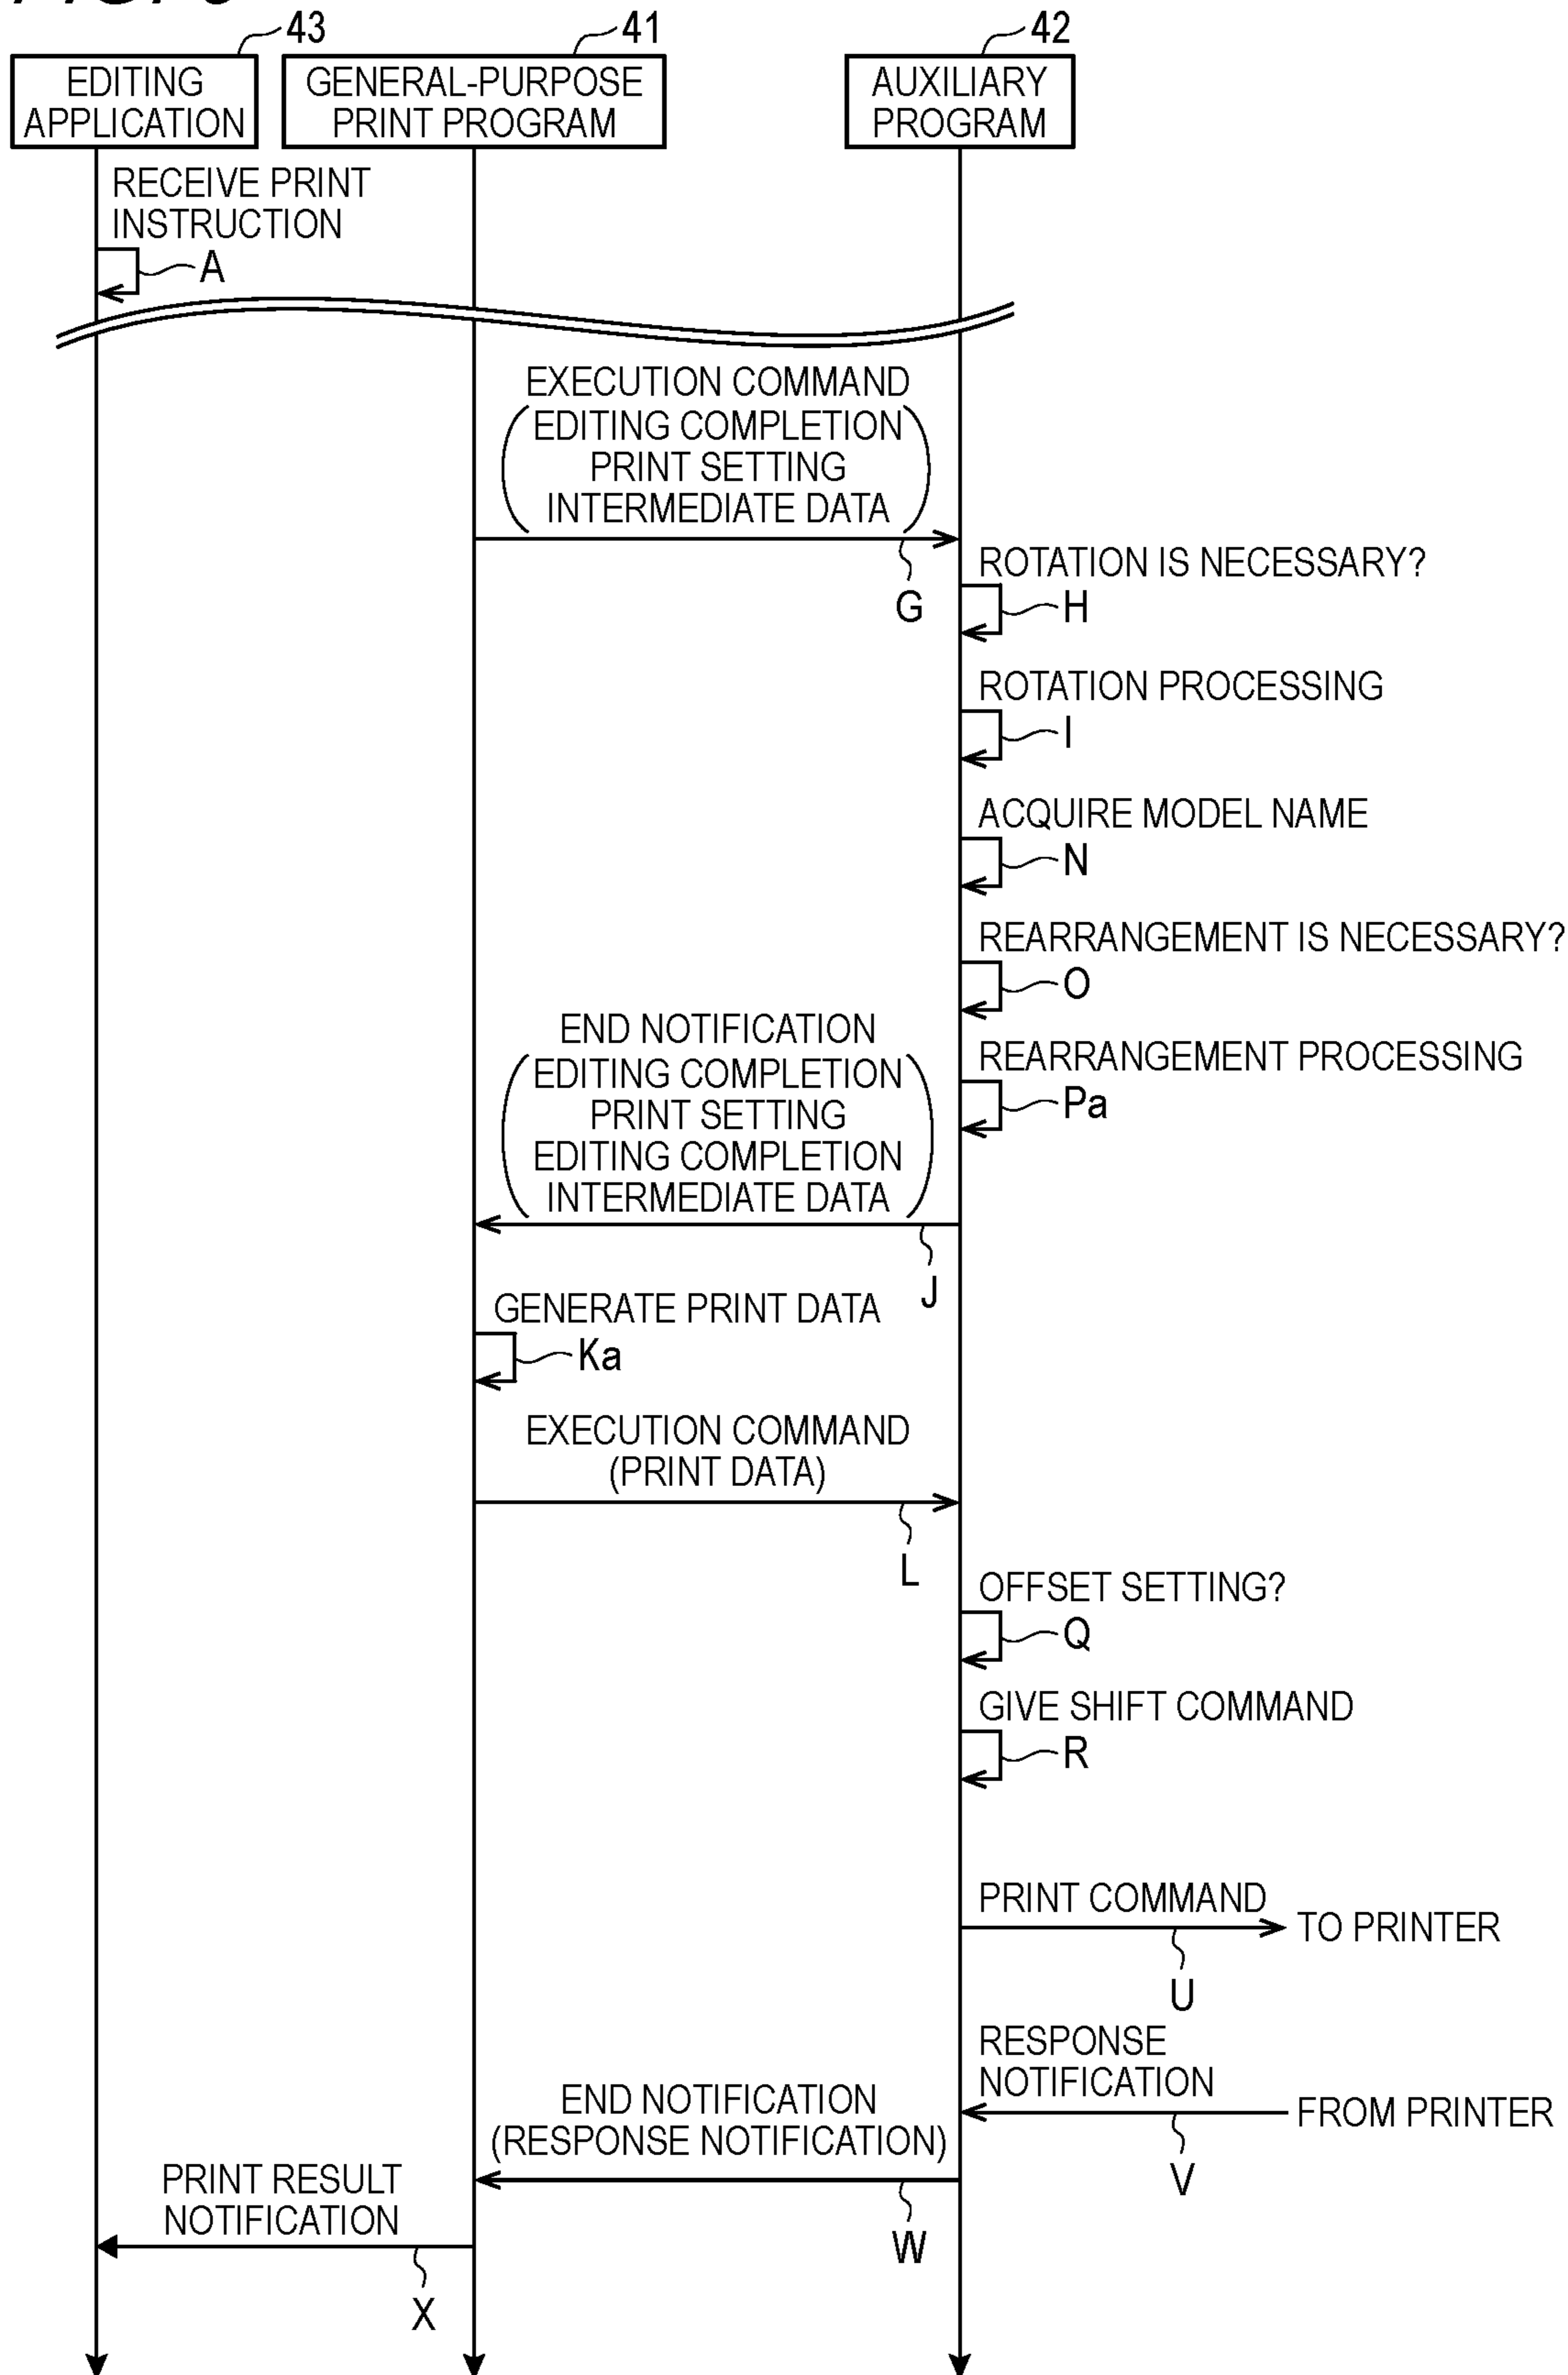 43
41
42
EDITING
APPLICATION
GENERAL-PURPOSE
PRINT PROGRAM
AUXILIARY
PROGRAM
RECEIVE PRINT
INSTRUCTION
A
EXECUTION COMMAND
EDITING COMPLETION
PRINT SETTING
INTERMEDIATE DATA
G
ROTATION IS NECESSARY?
H
ROTATION PROCESSING
I
ACQUIRE MODEL NAME
N
REARRANGEMENT IS NECESSARY?
O
REARRANGEMENT PROCESSING
Pa
END NOTIFICATION
EDITING COMPLETION
PRINT SETTING
EDITING COMPLETION
INTERMEDIATE DATA
J
GENERATE PRINT DATA
Ka
EXECUTION COMMAND
(PRINT DATA)
L
OFFSET SETTING?
Q
GIVE SHIFT COMMAND
R
PRINT COMMAND
TO PRINTER
U
RESPONSE
NOTIFICATION
FROM PRINTER
V
END NOTIFICATION
(RESPONSE NOTIFICATION)
W
PRINT RESULT
NOTIFICATION
X